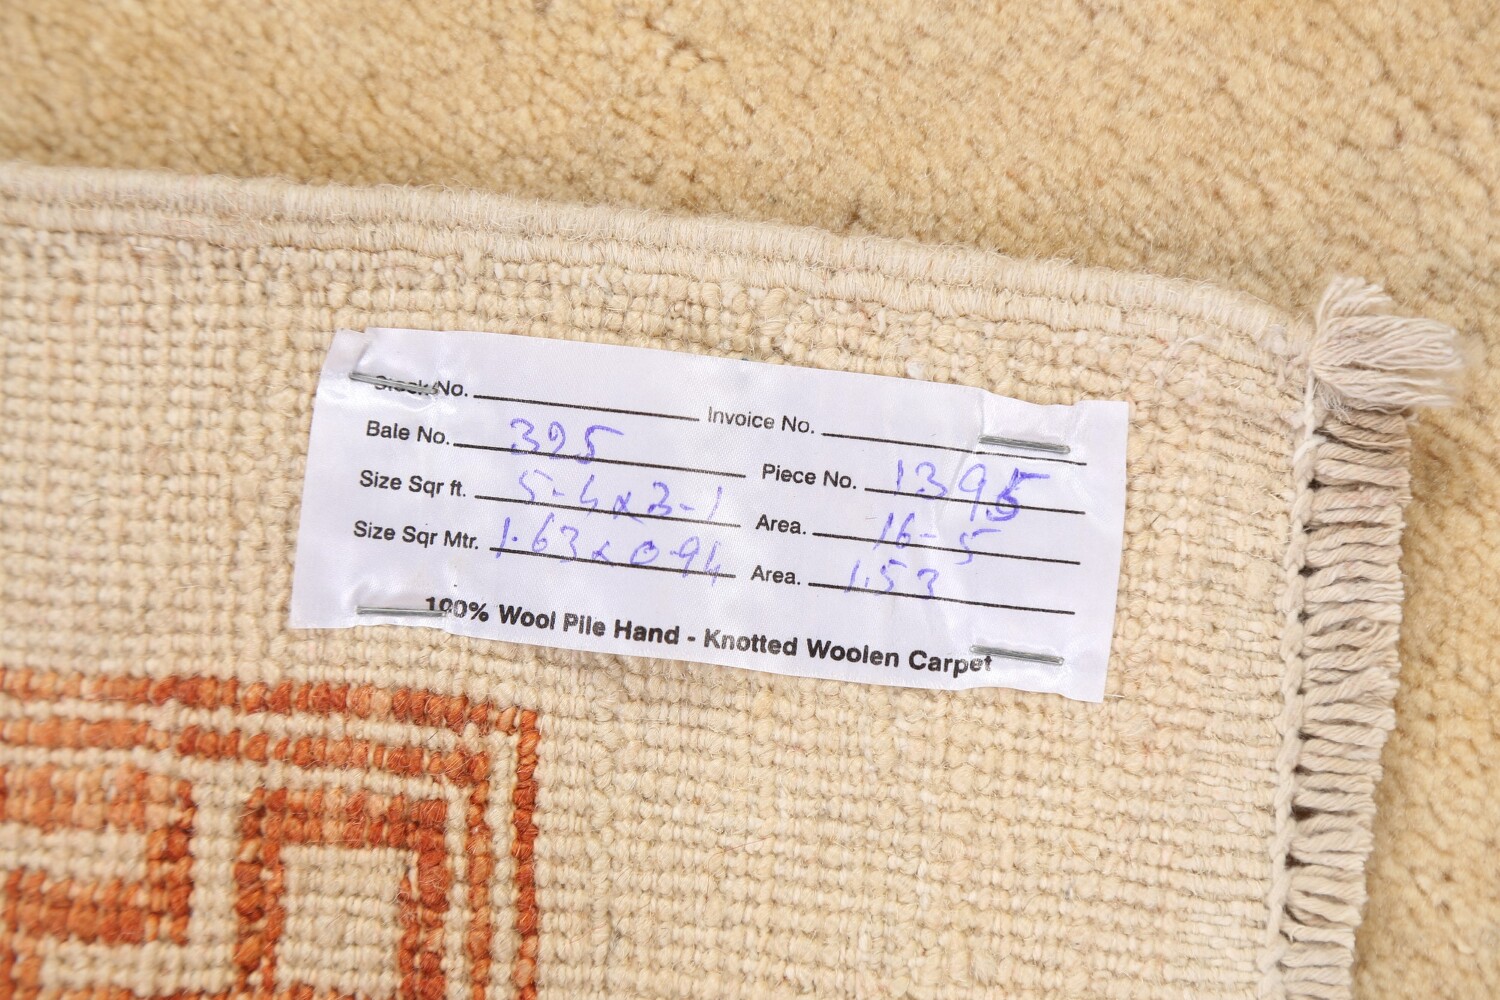 Stock No. Invoice No.
Bale No. 325 Piece No. 1395
Size Sqr ft. 5-4x3-1 Area. 16-5
Size Sqr Mtr. 1.63x0.94 Area. 1.53
100% Wool Pile Hand - Knotted Woolen Carpet